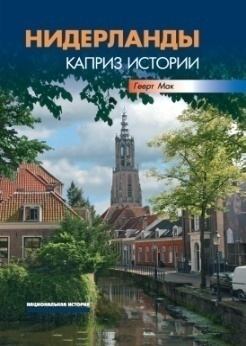 НИДЕРЛАНДЫ
КАПРИЗ ИСТОРИИ
Геерт Мак
НАЦИОНАЛЬНАЯ ИСТОРИЯ